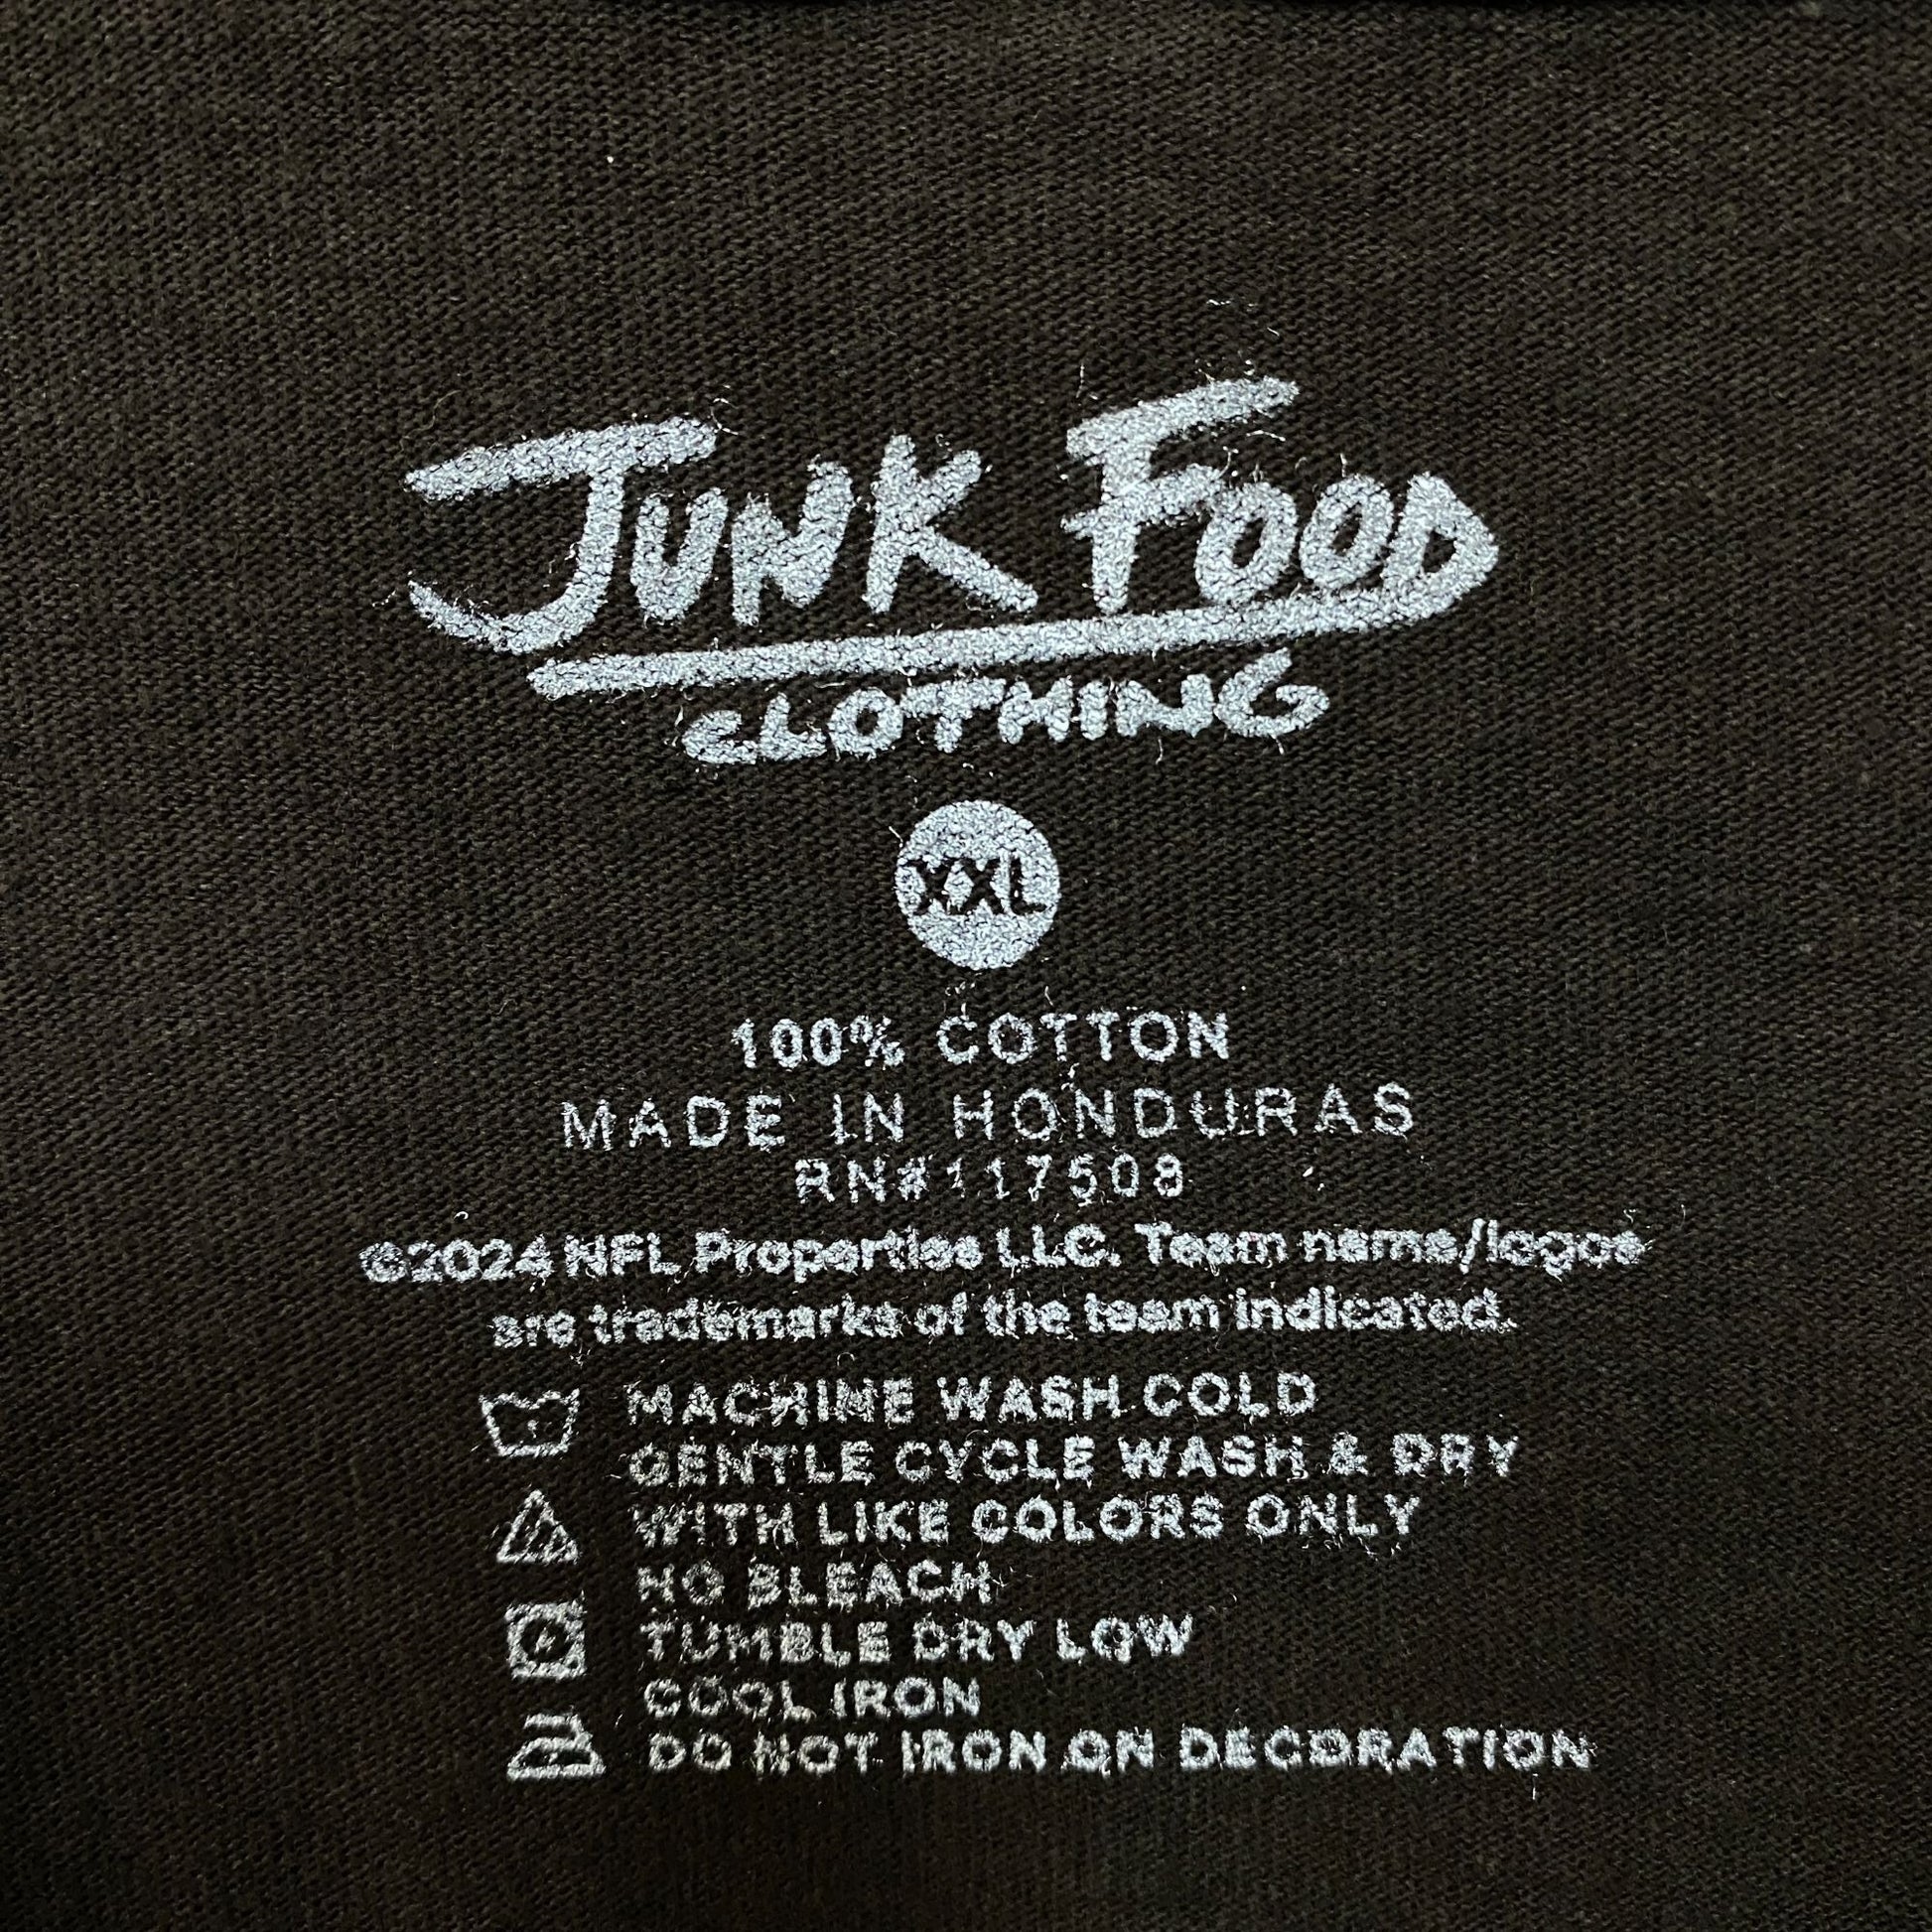 JUNK FOOD
CLOTHING
XXL
100% COTTON
MADE IN HONDURAS
RN#117508
©2024 NFL Properties LLC. Team name/logos
are trademarks of the team indicated.
MACHINE WASH COLD
GENTLE CYCLE WASH & DRY
WITH LIKE COLORS ONLY
NO BLEACH
TUMBLE DRY LOW
COOL IRON
DO NOT IRON ON DECORATION